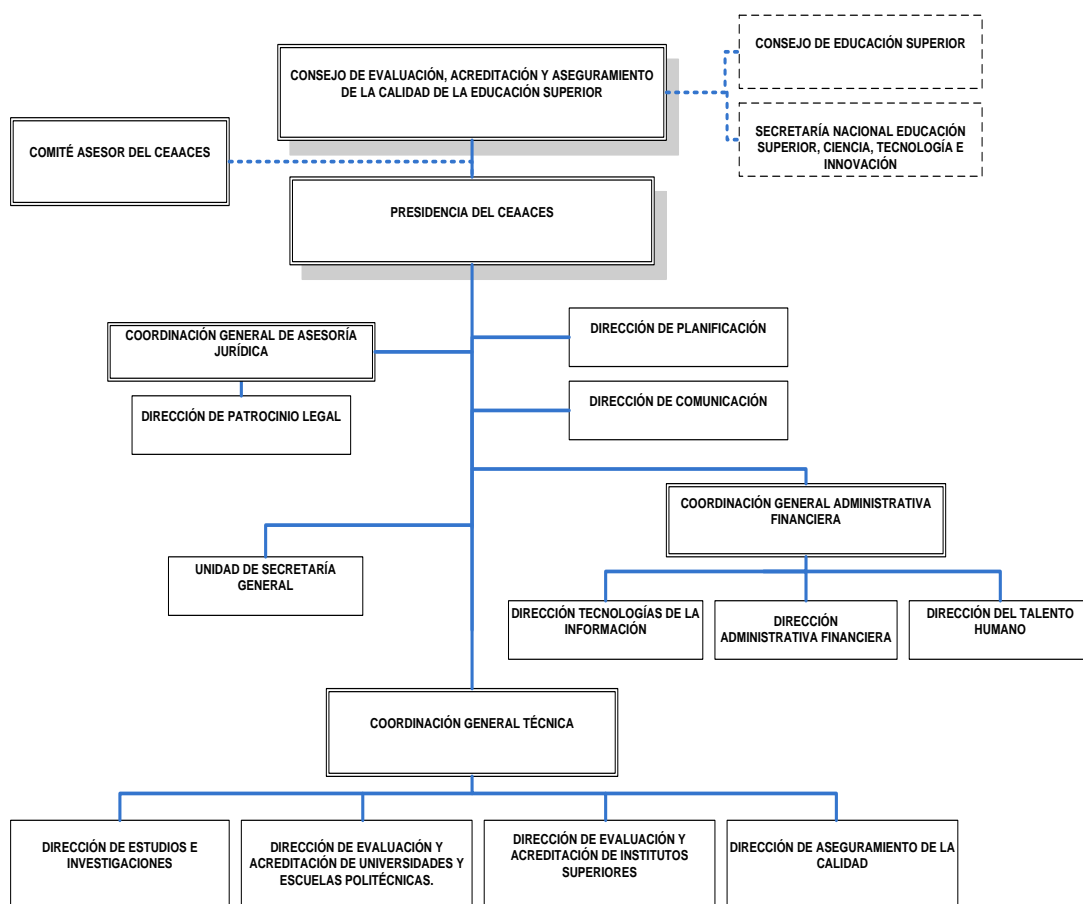 CONSEJO DE EDUCACIÓN SUPERIOR
CONSEJO DE EVALUACIÓN, ACREDITACIÓN Y ASEGURAMIENTO
DE LA CALIDAD DE LA EDUCACIÓN SUPERIOR
SECRETARÍA NACIONAL EDUCACIÓN
SUPERIOR, CIENCIA, TECNOLOGÍA E
INNOVACIÓN
COMITÉ ASESOR DEL CEAACES
PRESIDENCIA DEL CEAACES
COORDINACIÓN GENERAL DE ASESORÍA
JURÍDICA
DIRECCIÓN DE PLANIFICACIÓN
DIRECCIÓN DE PATROCINIO LEGAL
DIRECCIÓN DE COMUNICACIÓN
COORDINACIÓN GENERAL ADMINISTRATIVA
FINANCIERA
UNIDAD DE SECRETARÍA
GENERAL
DIRECCIÓN TECNOLOGÍAS DE LA
INFORMACIÓN
DIRECCIÓN
ADMINISTRATIVA FINANCIERA
DIRECCIÓN DEL TALENTO
HUMANO
COORDINACIÓN GENERAL TÉCNICA
DIRECCIÓN DE ESTUDIOS E
INVESTIGACIONES
DIRECCIÓN DE EVALUACIÓN Y
ACREDITACIÓN DE UNIVERSIDADES Y
ESCUELAS POLITÉCNICAS.
DIRECCIÓN DE EVALUACIÓN Y
ACREDITACIÓN DE INSTITUTOS
SUPERIORES
DIRECCIÓN DE ASEGURAMIENTO DE LA
CALIDAD